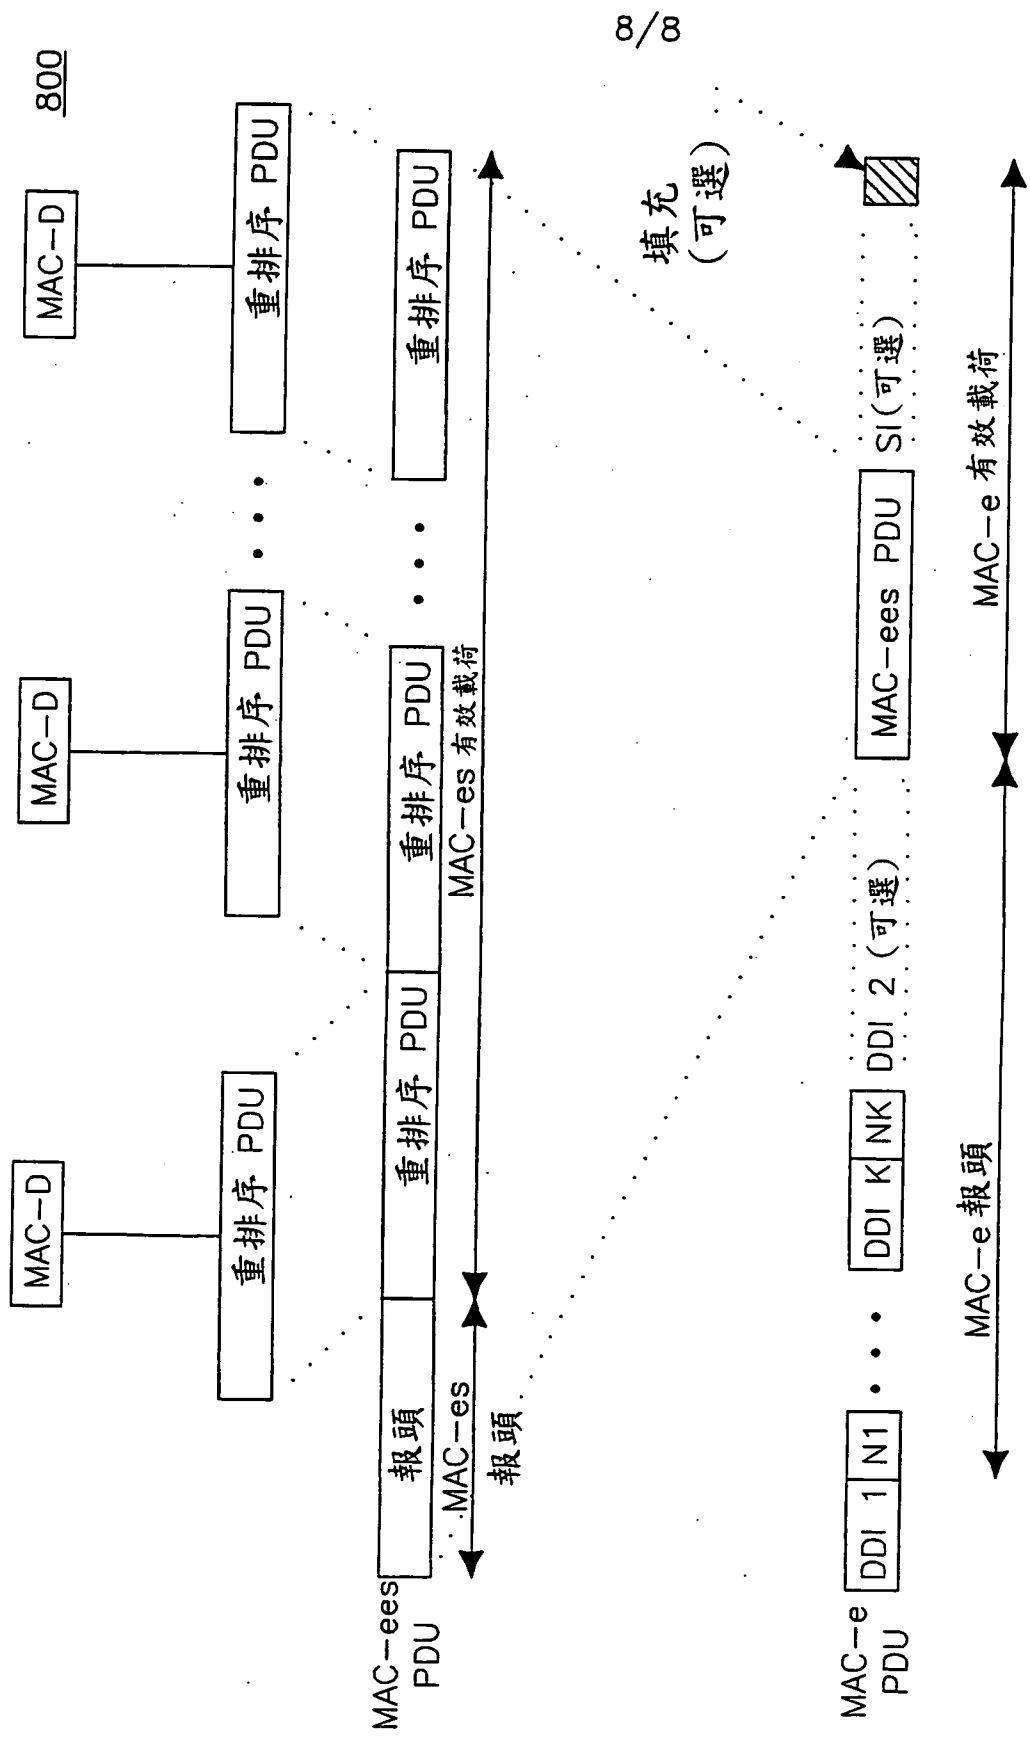 8/8
800
MAC-D
MAC-D
MAC-D
重排序 PDU
重排序 PDU
重排序 PDU
MAC-ees
PDU
報頭
重排序 PDU
重排序 PDU
重排序 PDU
MAC-es
報頭
MAC-es 有效載荷
填充
(可選)
MAC-e
PDU
DDI 1
N1
DDI K
NK
DDI 2 (可選)
MAC-ees PDU
SI(可選)
MAC-e 報頭
MAC-e 有效載荷